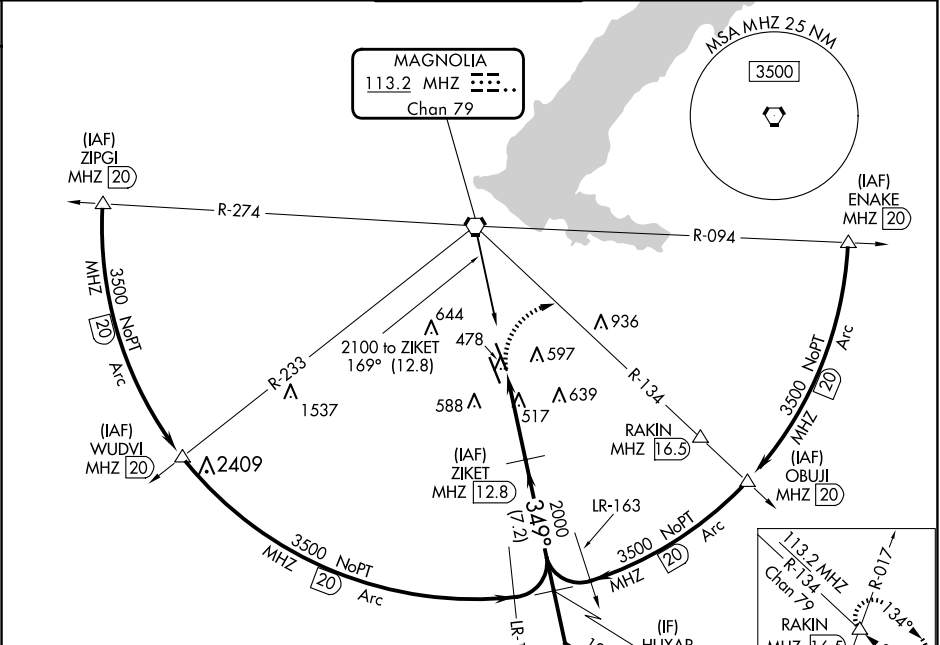 MAGNOLIA
113.2 MHZ
Chan 79
MSA MHZ 25 NM
3500
(IAF)
ZIPGI
MHZ 20
R-274
(IAF)
ENAKE
MHZ 20
R-094
3500 NoPT
MHZ 20 Arc
644
2100 to ZIKET
169° (12.8)
478
936
597
R-233
1537
588
517
639
R-134
3500 NoPT
MHZ 20 Arc
(IAF)
WUDVI
MHZ 20
2409
RAKIN
MHZ 16.5
(IAF)
OBUJI
MHZ 20
(IAF)
ZIKET
MHZ 12.8
349°
2000
(7.2)
LR-163
3500 NoPT
MHZ 20 Arc
3500 NoPT
MHZ 20 Arc
(IF)
113.2 MHZ
R-134
Chan 79
R-017
134°
RAKIN